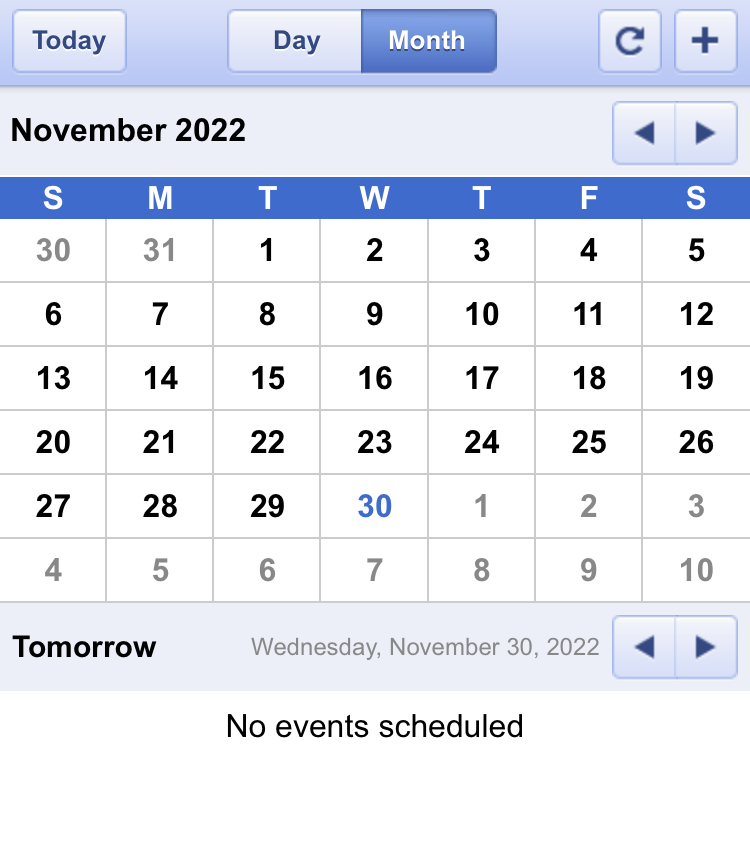 Today Day Month
November 2022
S M T W T F S
30 31 1 2 3 4 5
6 7 8 9 10 11 12
13 14 15 16 17 18 19
20 21 22 23 24 25 26
27 28 29 30 1 2 3
4 5 6 7 8 9 10
Tomorrow Wednesday, November 30, 2022
No events scheduled